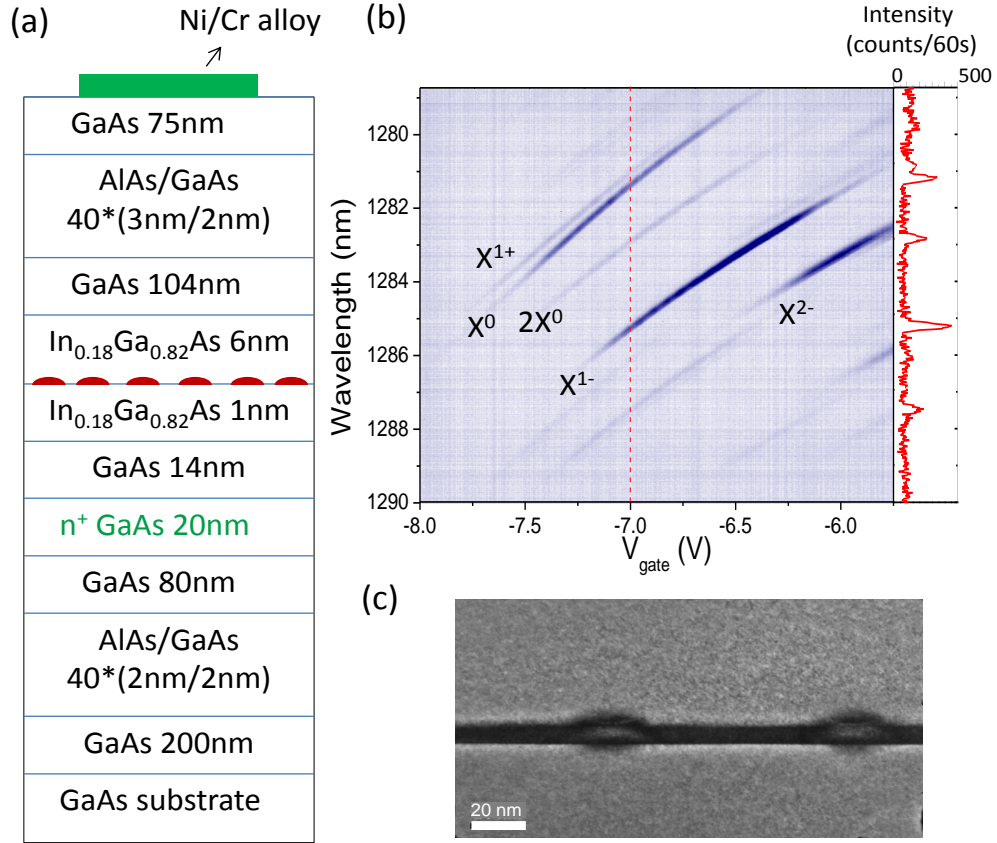 (a)
Ni/Cr alloy
GaAs 75nm
AlAs/GaAs
40*(3nm/2nm)
GaAs 104nm
In₀.₁₈Ga₀.₈₂As 6nm
In₀.₁₈Ga₀.₈₂As 1nm
GaAs 14nm
n⁺ GaAs 20nm
GaAs 80nm
AlAs/GaAs
40*(2nm/2nm)
GaAs 200nm
GaAs substrate
(b)
Intensity
(counts/60s)
0 500
Wavelength (nm)
1280
1282
1284
1286
1288
1290
X¹⁺
X⁰
2X⁰
X¹⁻
X²⁻
-8.0 -7.5 -7.0 -6.5 -6.0
V_gate (V)
(c)
20 nm